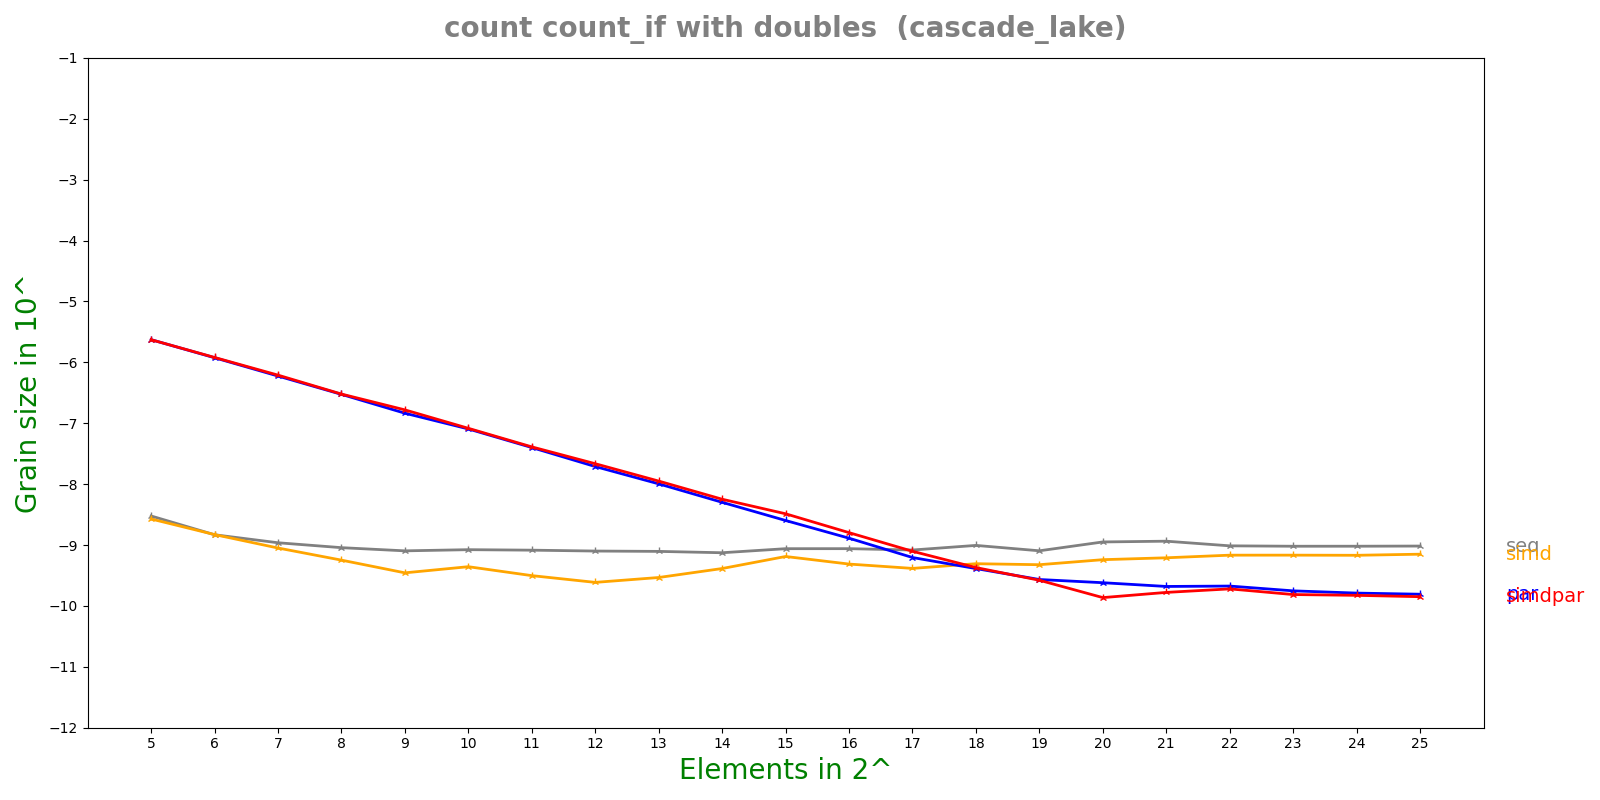 count count_if with doubles  (cascade_lake)
Grain size in 10^
−1
−2
−3
−4
−5
−6
−7
−8
−9
−10
−11
−12
seq
simd
par
simdpar
5 6 7 8 9 10 11 12 13 14 15 16 17 18 19 20 21 22 23 24 25
Elements in 2^